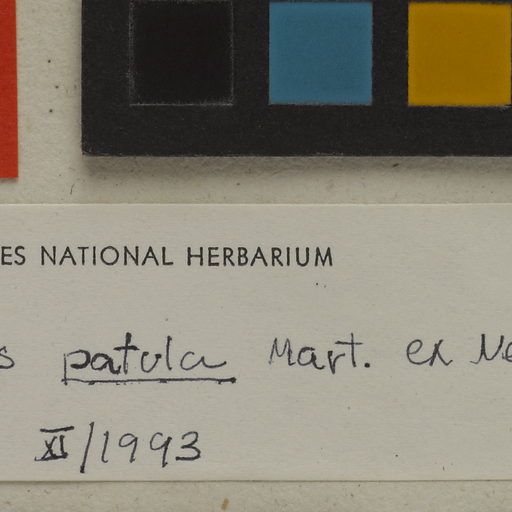 ES NATIONAL HERBARIUM
s patula Mart. ex Ne
XI/1993